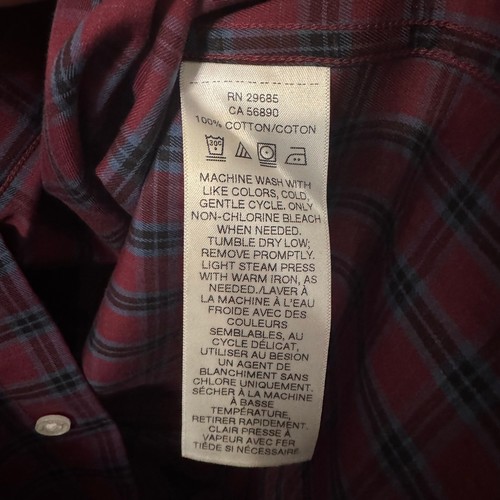 RN 29685
CA 56890
100% COTTON/COTON
30C
MACHINE WASH WITH
LIKE COLORS, COLD,
GENTLE CYCLE. ONLY
NON-CHLORINE BLEACH
WHEN NEEDED.
TUMBLE DRY LOW;
REMOVE PROMPTLY.
LIGHT STEAM PRESS
WITH WARM IRON, AS
NEEDED./LAVER À
LA MACHINE À L'EAU
FROIDE AVEC DES
COULEURS
SEMBLABLES, AU
CYCLE DÉLICAT,
UTILISER AU BESION
UN AGENT DE
BLANCHIMENT SANS
CHLORE UNIQUEMENT.
SÉCHER À LA MACHINE
À BASSE
TEMPÉRATURE,
RETIRER RAPIDEMENT.
CLAIR PRESSE À
VAPEUR AVEC FER
TIÈDE SI NÉCESSAIRE.